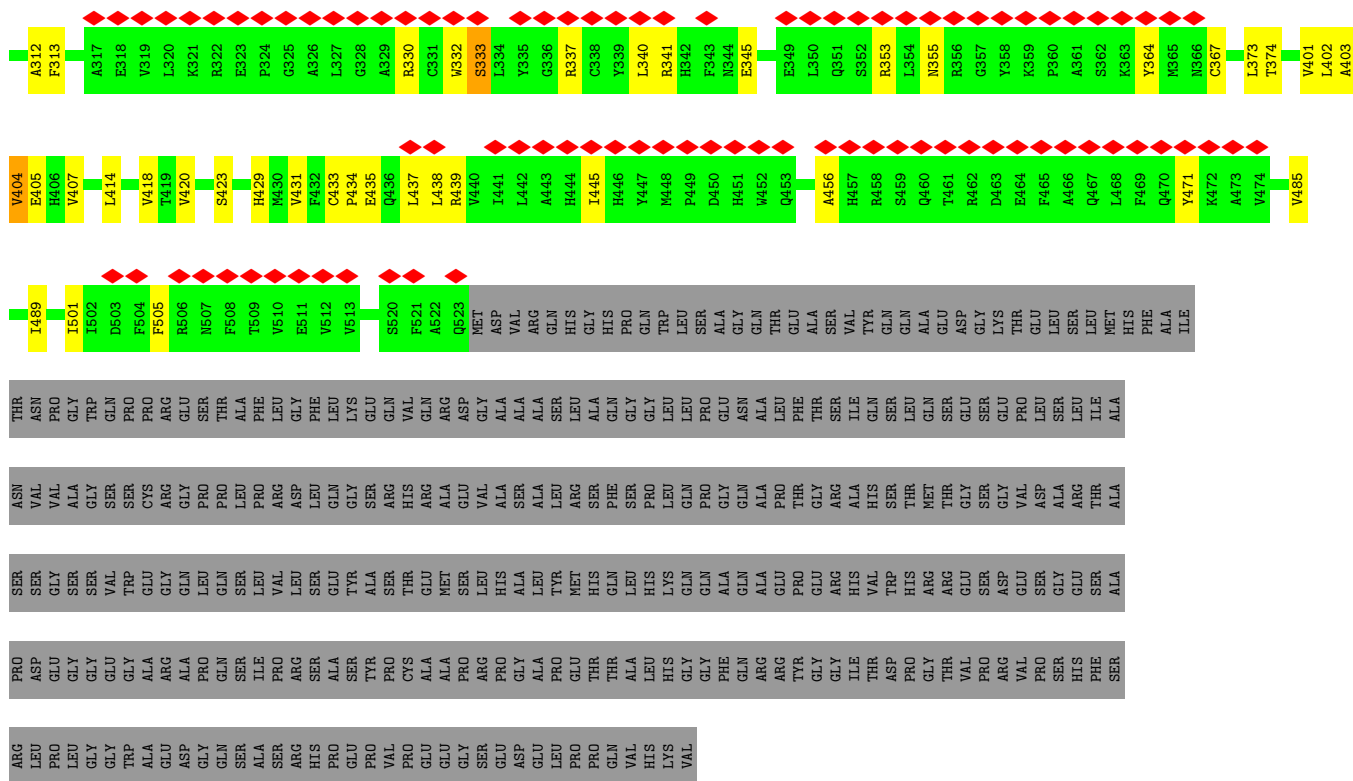 A312 F313 A317 E318 V319 L320 K321 R322 E323 P324 G325 A326 L327 G328 A329 R330 C331 W332 S333 L334 Y335 G336 R337 C338 Y339 L340 R341 H342 F343 N344 E345 E349 L350 Q351 S352 R353 L354 N355 R356 G357 Y358 K359 P360 A361 S362 K363 Y364 M365 N366 C367 L373 T374 V401 L402 A403
V404 E405 H406 V407 L414 V418 T419 V420 S423 H429 M430 V431 F432 C433 P434 E435 Q436 L437 L438 R439 V440 I441 L442 A443 H444 I445 H446 Y447 M448 P449 D450 H451 W452 Q453 A456 H457 R458 S459 Q460 T461 R462 D463 E464 F465 A466 Q467 L468 F469 Q470 Y471 K472 A473 V474 V485
I489 I501 I502 D503 F504 F505 R506 N507 F508 T509 V510 E511 V512 V513 S520 F521 A522 Q523 MET ASP VAL ARG GLN HIS GLY HIS PRO GLN TRP LEU SER ALA GLY GLN THR GLU ALA SER VAL TYR GLN GLN ALA GLU ASP GLY LYS THR GLU LEU SER LEU MET HIS PHE ALA ILE
THR ASN PRO GLY TRP GLN PRO PRO ARG GLU SER THR ALA PHE LEU GLY PHE LEU LYS GLU GLN VAL GLN ARG ASP GLY ALA ALA ALA SER LEU ALA GLN GLY GLY LEU LEU PRO GLU ASN ALA LEU PHE THR SER ILE GLN SER LEU GLN SER GLU SER GLU PRO LEU SER LEU ILE ALA
ASN VAL VAL ALA GLY SER SER CYS ARG GLY PRO PRO LEU PRO ARG ASP LEU GLN GLY SER ARG HIS ARG ALA GLU VAL ALA SER ALA LEU ARG SER PHE SER PRO LEU GLN PRO GLY GLN ALA PRO THR GLY ARG ALA HIS SER THR MET THR GLY SER GLY VAL ASP ALA ARG THR ALA
SER SER GLY SER SER VAL TRP GLU GLY GLN LEU GLN SER LEU VAL LEU SER GLU TYR ALA SER THR GLU MET SER LEU HIS ALA LEU TYR MET HIS GLN LEU HIS LYS GLN GLN ALA GLN ALA GLU PRO GLU ARG HIS VAL TRP HIS ARG ARG GLU SER ASP GLU SER GLY GLU SER ALA
PRO ASP GLU GLY GLY GLU GLY ALA ARG ALA PRO GLN SER ILE PRO ARG SER ALA SER TYR PRO CYS ALA ALA PRO ARG PRO GLY ALA PRO GLU THR THR ALA LEU HIS GLY GLY PHE GLN ARG ARG TYR GLY GLY ILE THR ASP PRO GLY THR VAL PRO ARG VAL PRO SER HIS PHE SER
ARG LEU PRO LEU GLY GLY TRP ALA GLU ASP GLY GLN SER ALA SER ARG HIS PRO GLU PRO VAL PRO GLU GLU GLY SER GLU ASP GLU LEU PRO PRO GLN VAL HIS LYS VAL